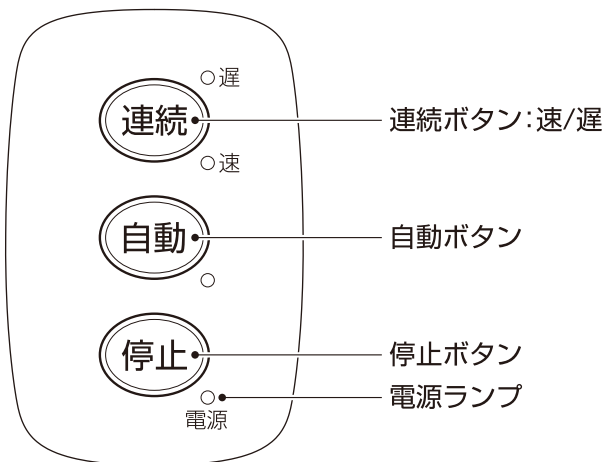 遅
連続
連続ボタン:速/遅
速
自動
自動ボタン
停止
停止ボタン
電源ランプ
電源